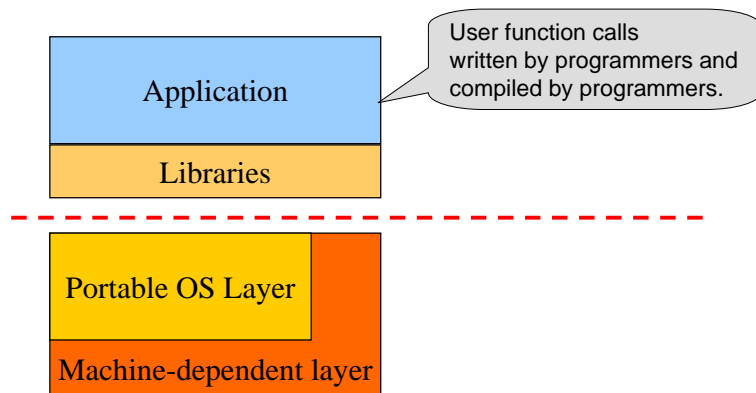 User function calls
written by programmers and
compiled by programmers.
Application
Libraries
Portable OS Layer
Machine-dependent layer